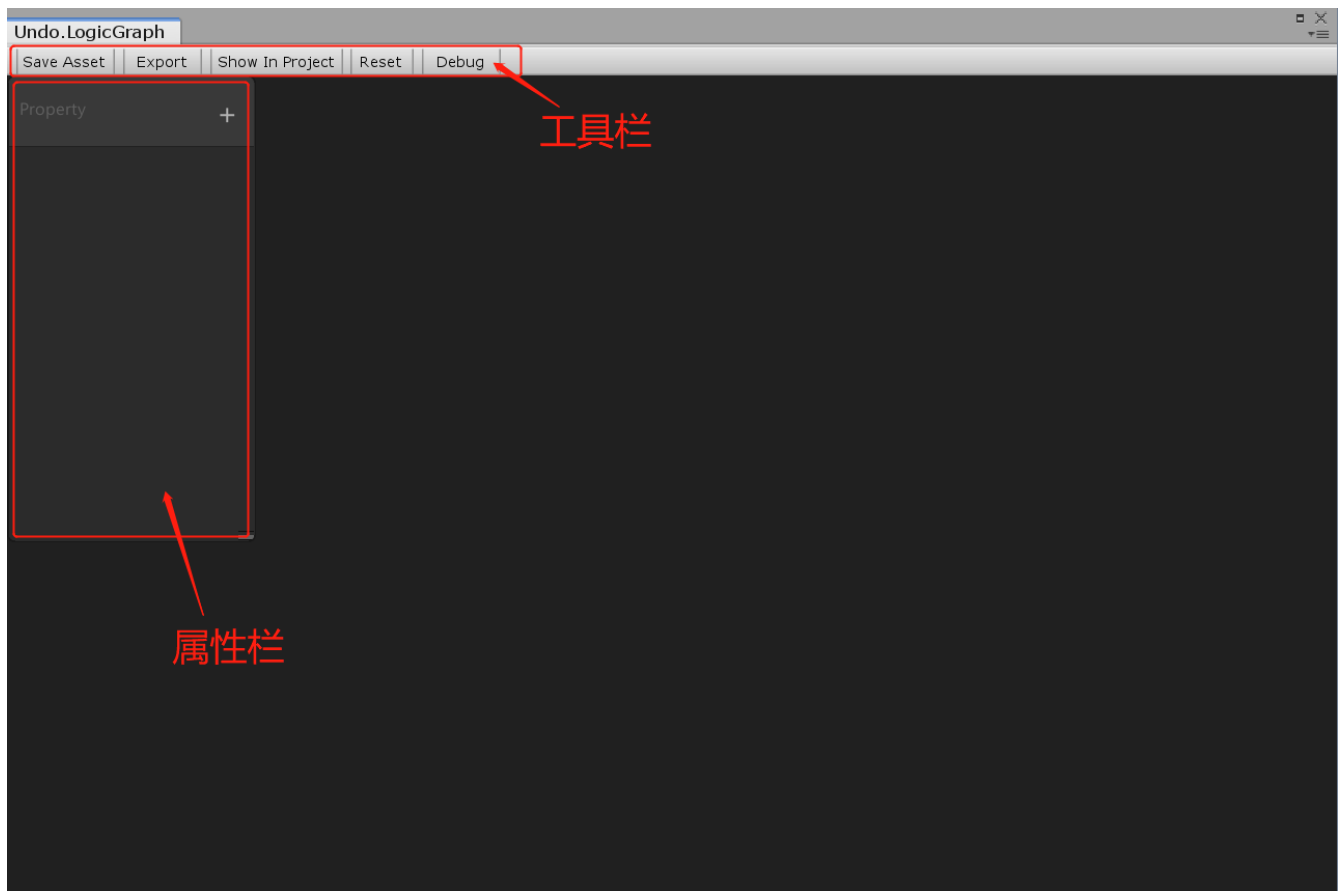 Undo.LogicGraph
Save Asset Export Show In Project Reset Debug
Property +
工具栏
属性栏